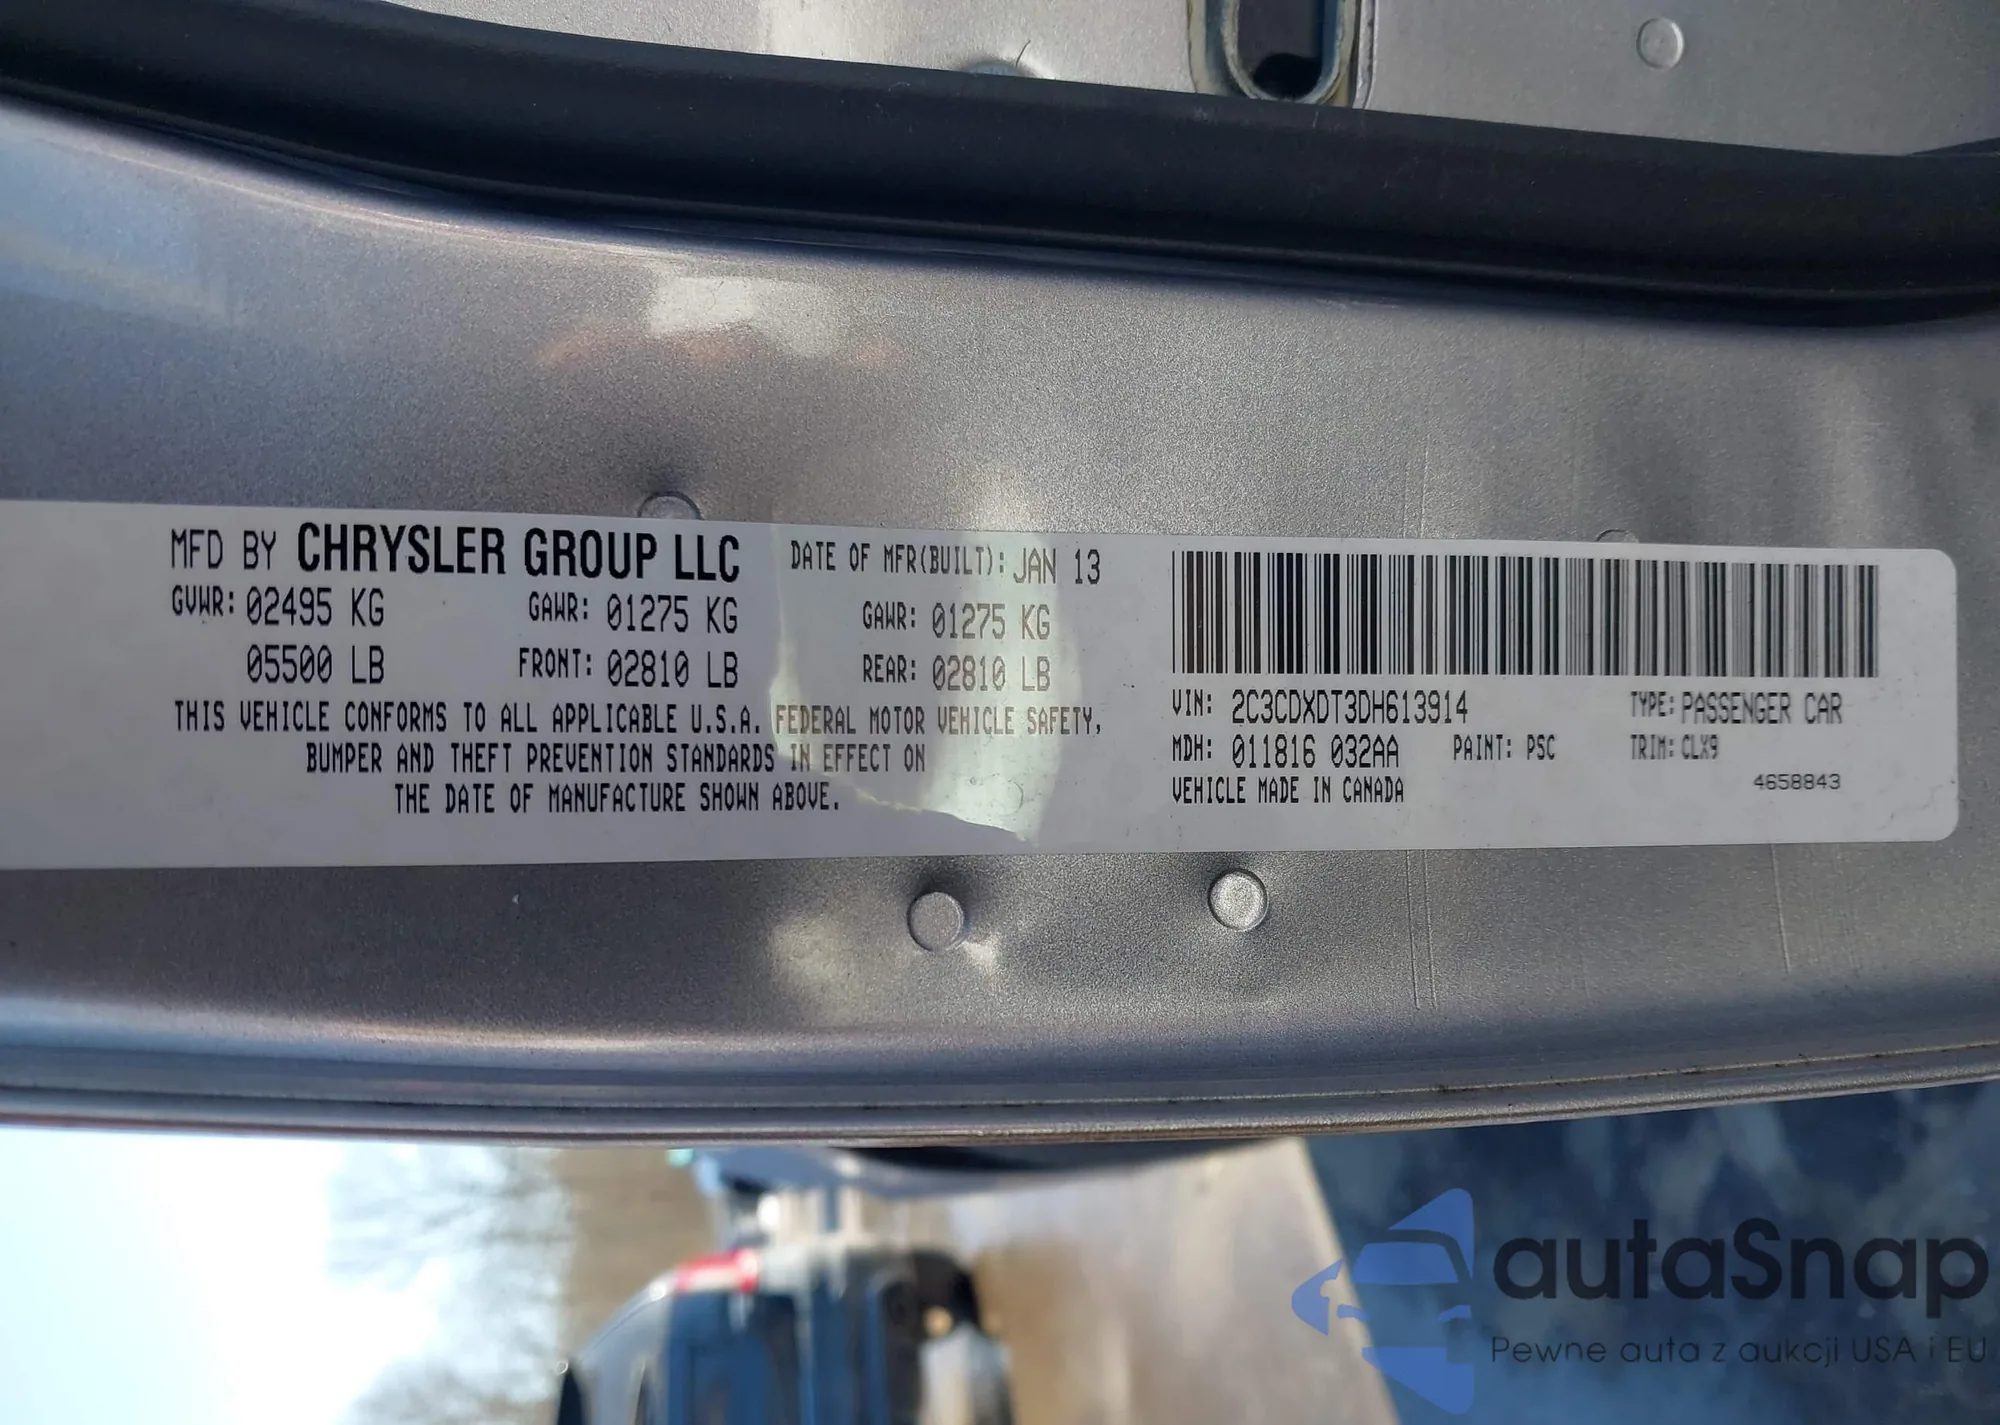 MFD BY CHRYSLER GROUP LLC DATE OF MFR(BUILT): JAN 13
GVWR: 02495 KG GAWR: 01275 KG GAWR: 01275 KG
05500 LB FRONT: 02810 LB REAR: 02810 LB
THIS VEHICLE CONFORMS TO ALL APPLICABLE U.S.A. FEDERAL MOTOR VEHICLE SAFETY,
BUMPER AND THEFT PREVENTION STANDARDS IN EFFECT ON
THE DATE OF MANUFACTURE SHOWN ABOVE.
VIN: 2C3CDXDT3DH613914 TYPE: PASSENGER CAR
MDH: 011816 032AA PAINT: PSC TRIM: CLX9
VEHICLE MADE IN CANADA 4658843
autaSnap
Pewne auta z aukcji USA i EU